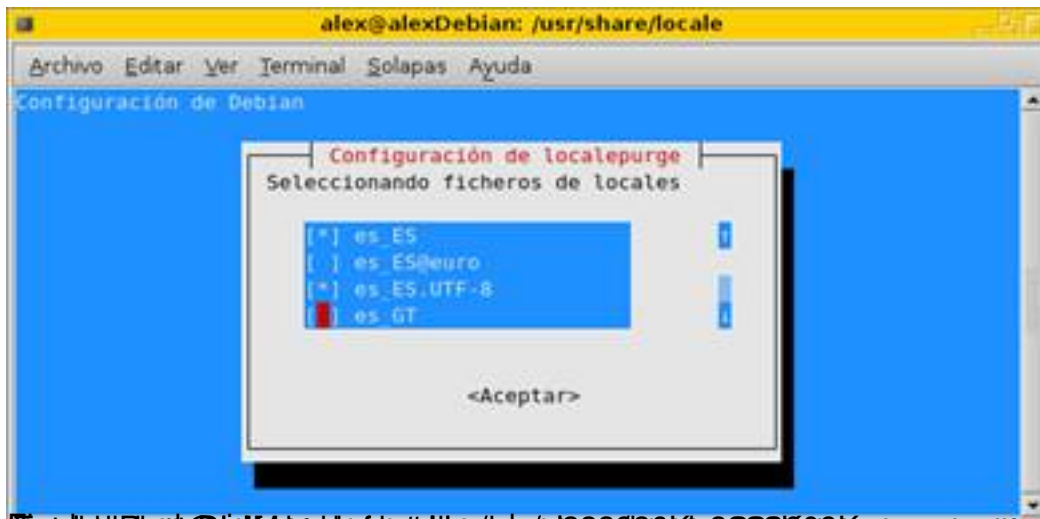 alex@alexDebian: /usr/share/locale
Archivo Editar Ver Terminal Solapas Ayuda
Configuración de Debian
Configuración de localepurge
Seleccionando ficheros de locales
[*] es_ES
[ ] es_ES@euro
[*] es_ES.UTF-8
[ ] es_GT
<Aceptar>